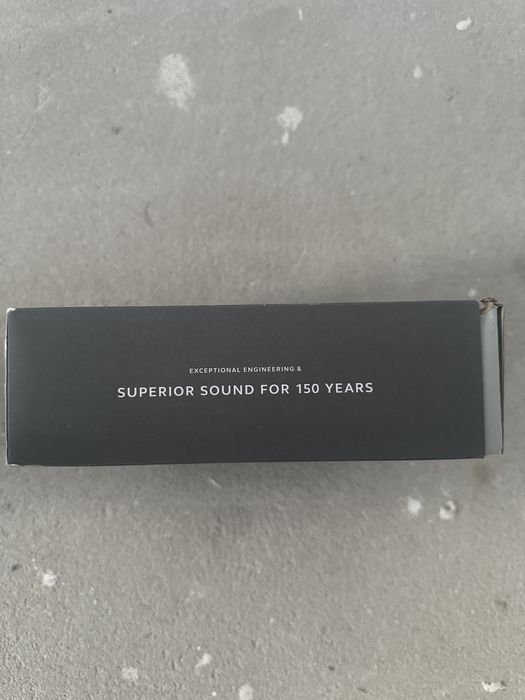 EXCEPTIONAL ENGINEERING &
SUPERIOR SOUND FOR 150 YEARS